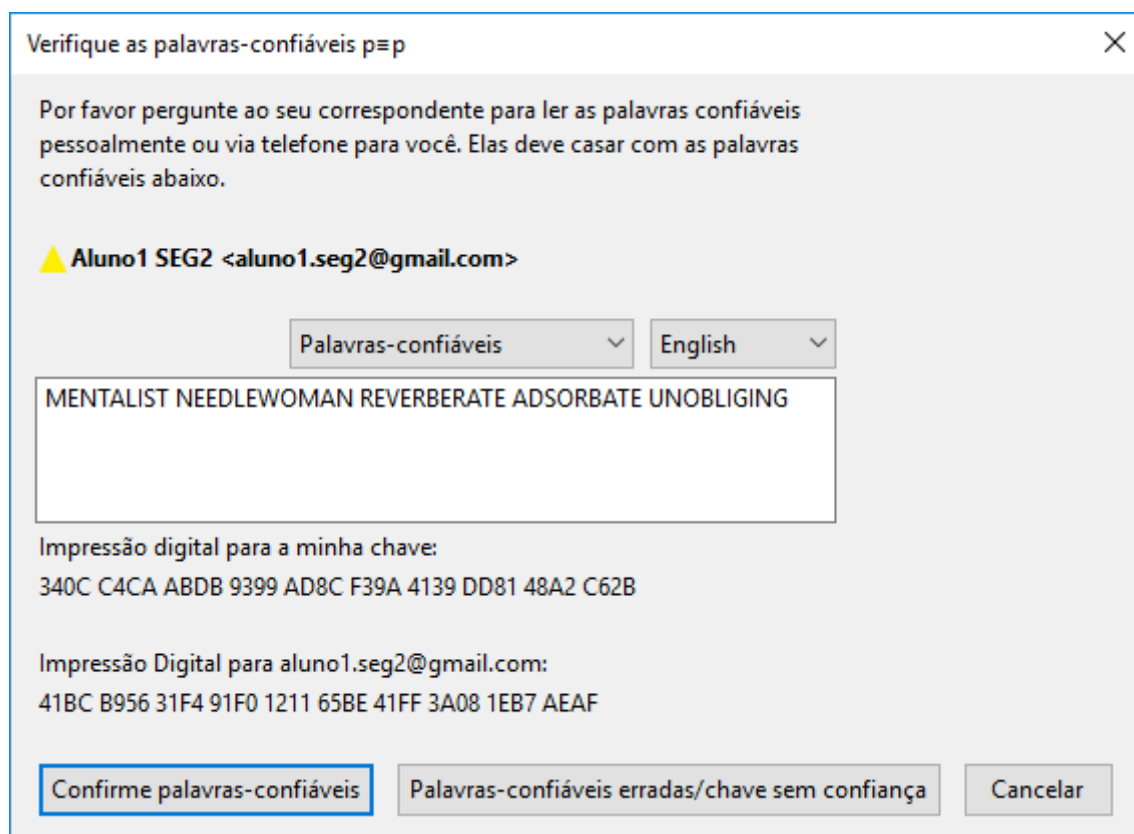 Verifique as palavras-confiáveis p≡p
Por favor pergunte ao seu correspondente para ler as palavras confiáveis
pessoalmente ou via telefone para você. Elas deve casar com as palavras
confiáveis abaixo.
Aluno1 SEG2 <aluno1.seg2@gmail.com>
Palavras-confiáveis English
MENTALIST NEEDLEWOMAN REVERBERATE ADSORBATE UNOBLIGING
Impressão digital para a minha chave:
340C C4CA ABDB 9399 AD8C F39A 4139 DD81 48A2 C62B
Impressão Digital para aluno1.seg2@gmail.com:
41BC B956 31F4 91F0 1211 65BE 41FF 3A08 1EB7 AEAF
Confirme palavras-confiáveis Palavras-confiáveis erradas/chave sem confiança Cancelar